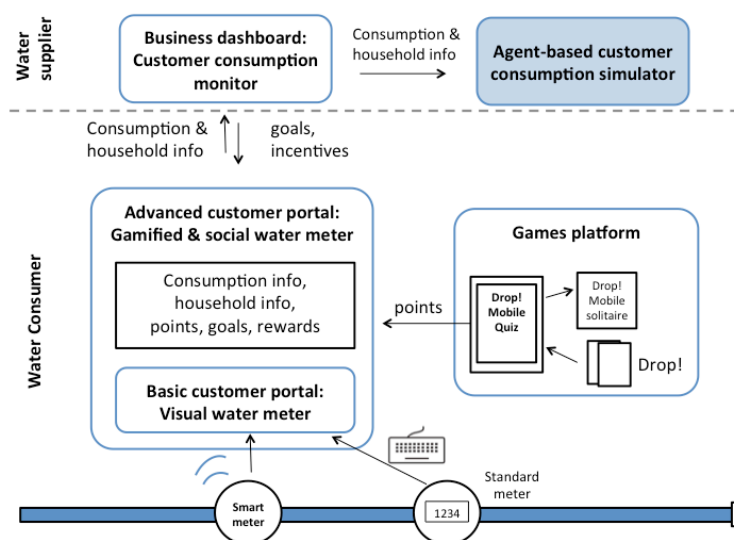 Water
supplier
Business dashboard:
Customer consumption
monitor
Consumption &
household info
Agent-based customer
consumption simulator
Consumption &
household info
goals,
incentives
Water Consumer
Advanced customer portal:
Gamified & social water meter
Consumption info,
household info,
points, goals, rewards
Basic customer portal:
Visual water meter
points
Games platform
Drop!
Mobile
Quiz
Drop!
Mobile
solitaire
Drop!
Smart
meter
1234
Standard
meter